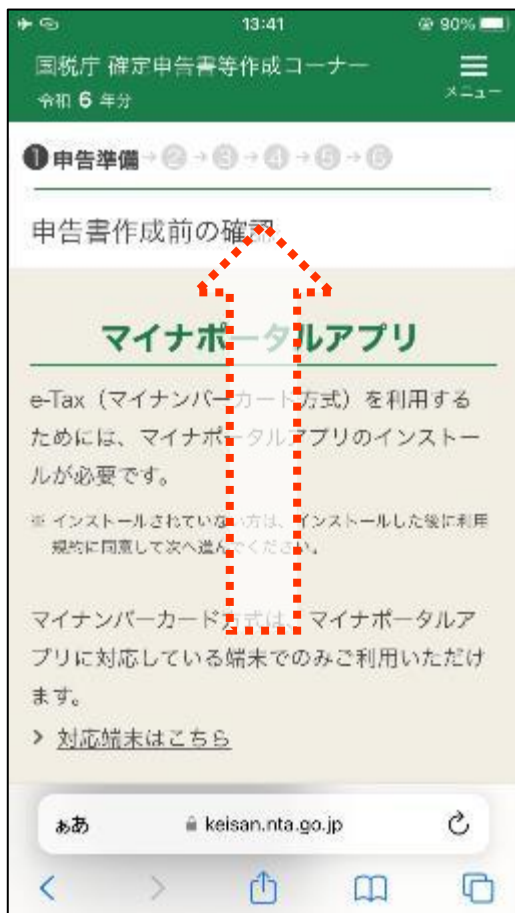 13:41
90%
国税庁 確定申告書等作成コーナー
令和 6 年分
メニュー
1 申告準備 → 2 → 3 → 4 → 5 → 6
申告書作成前の確認
マイナポータルアプリ
e-Tax（マイナンバーカード方式）を利用する
ためには、マイナポータルアプリのインストー
ルが必要です。
※ インストールされていない方は、インストールした後に利用
規約に同意して次へ進んでください。
マイナンバーカード方式は、マイナポータルア
プリに対応している端末でのみご利用いただけ
ます。
> 対応端末はこちら
ぁあ
keisan.nta.go.jp